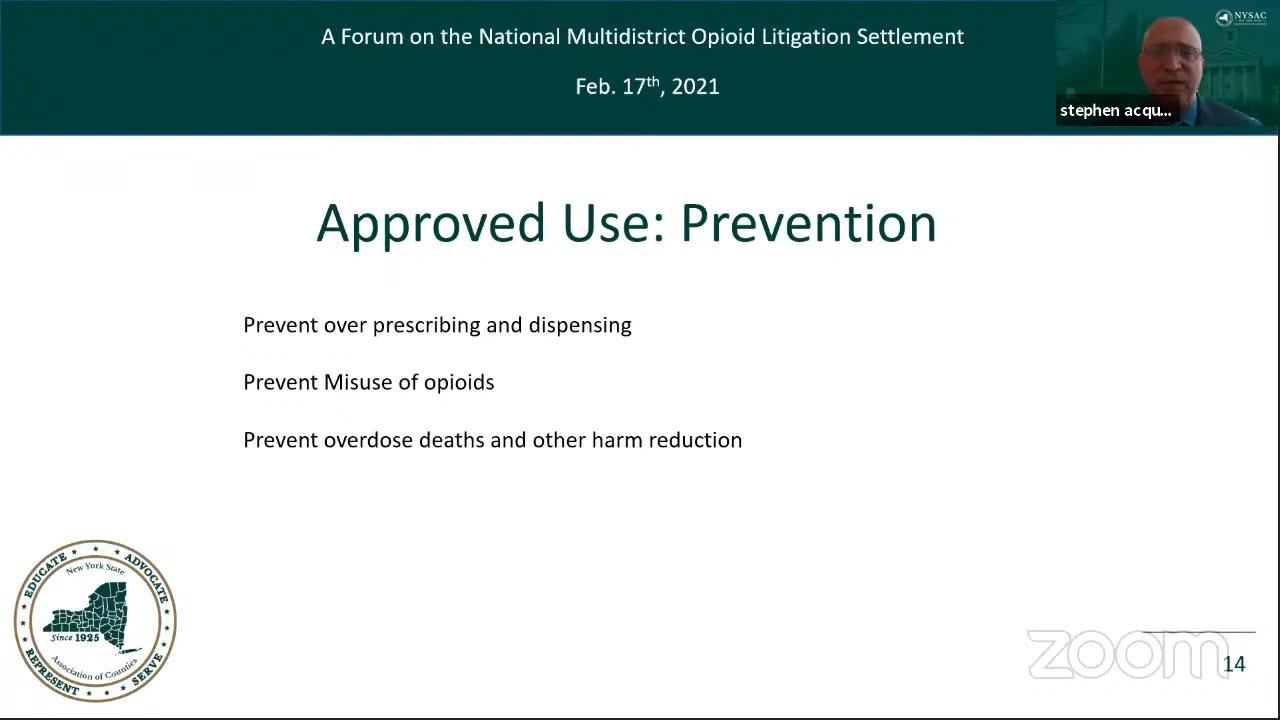 A Forum on the National Multidistrict Opioid Litigation Settlement
Feb. 17th, 2021
NYSAC
stephen acqu...
Approved Use: Prevention
Prevent over prescribing and dispensing
Prevent Misuse of opioids
Prevent overdose deaths and other harm reduction
EDUCATE ADVOCATE
New York State
Since 1925
Association of Counties
REPRESENT SERVE
zoom
14